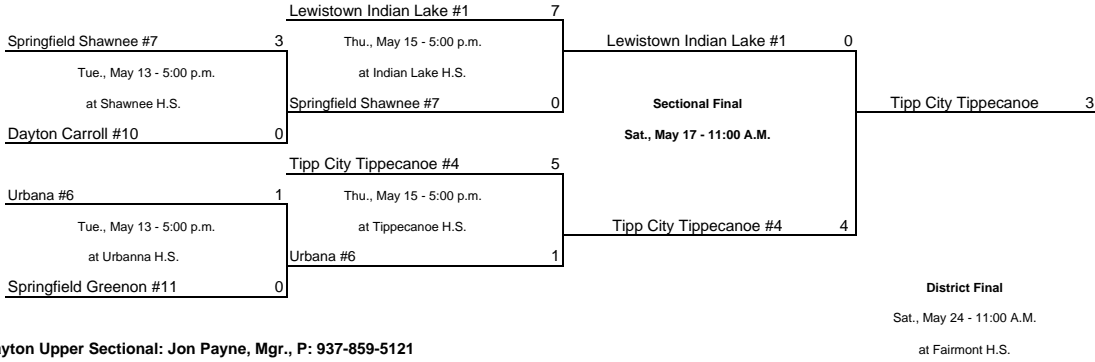 Lewistown Indian Lake #1 7
Springfield Shawnee #7 3
Thu., May 15 - 5:00 p.m.
Lewistown Indian Lake #1 0
Tue., May 13 - 5:00 p.m.
at Indian Lake H.S.
at Shawnee H.S.
Springfield Shawnee #7 0
Sectional Final
Tipp City Tippecanoe 3
Dayton Carroll #10 0
Sat., May 17 - 11:00 A.M.
Tipp City Tippecanoe #4 5
Urbana #6 1
Thu., May 15 - 5:00 p.m.
Tue., May 13 - 5:00 p.m.
at Tippecanoe H.S.
Tipp City Tippecanoe #4 4
at Urbanna H.S.
Urbana #6 1
Springfield Greenon #11 0
District Final
Sat., May 24 - 11:00 A.M.
yton Upper Sectional: Jon Payne, Mgr., P: 937-859-5121
at Fairmont H.S.